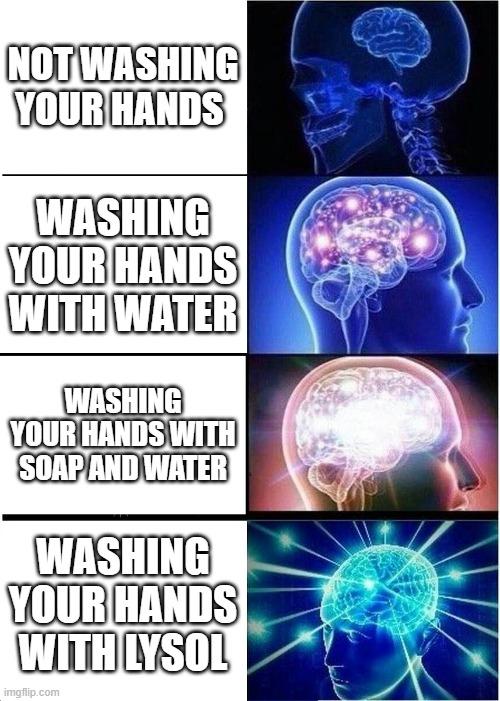 NOT WASHING
YOUR HANDS
WASHING
YOUR HANDS
WITH WATER
WASHING
YOUR HANDS WITH
SOAP AND WATER
WASHING
YOUR HANDS
WITH LYSOL
imgflip.com